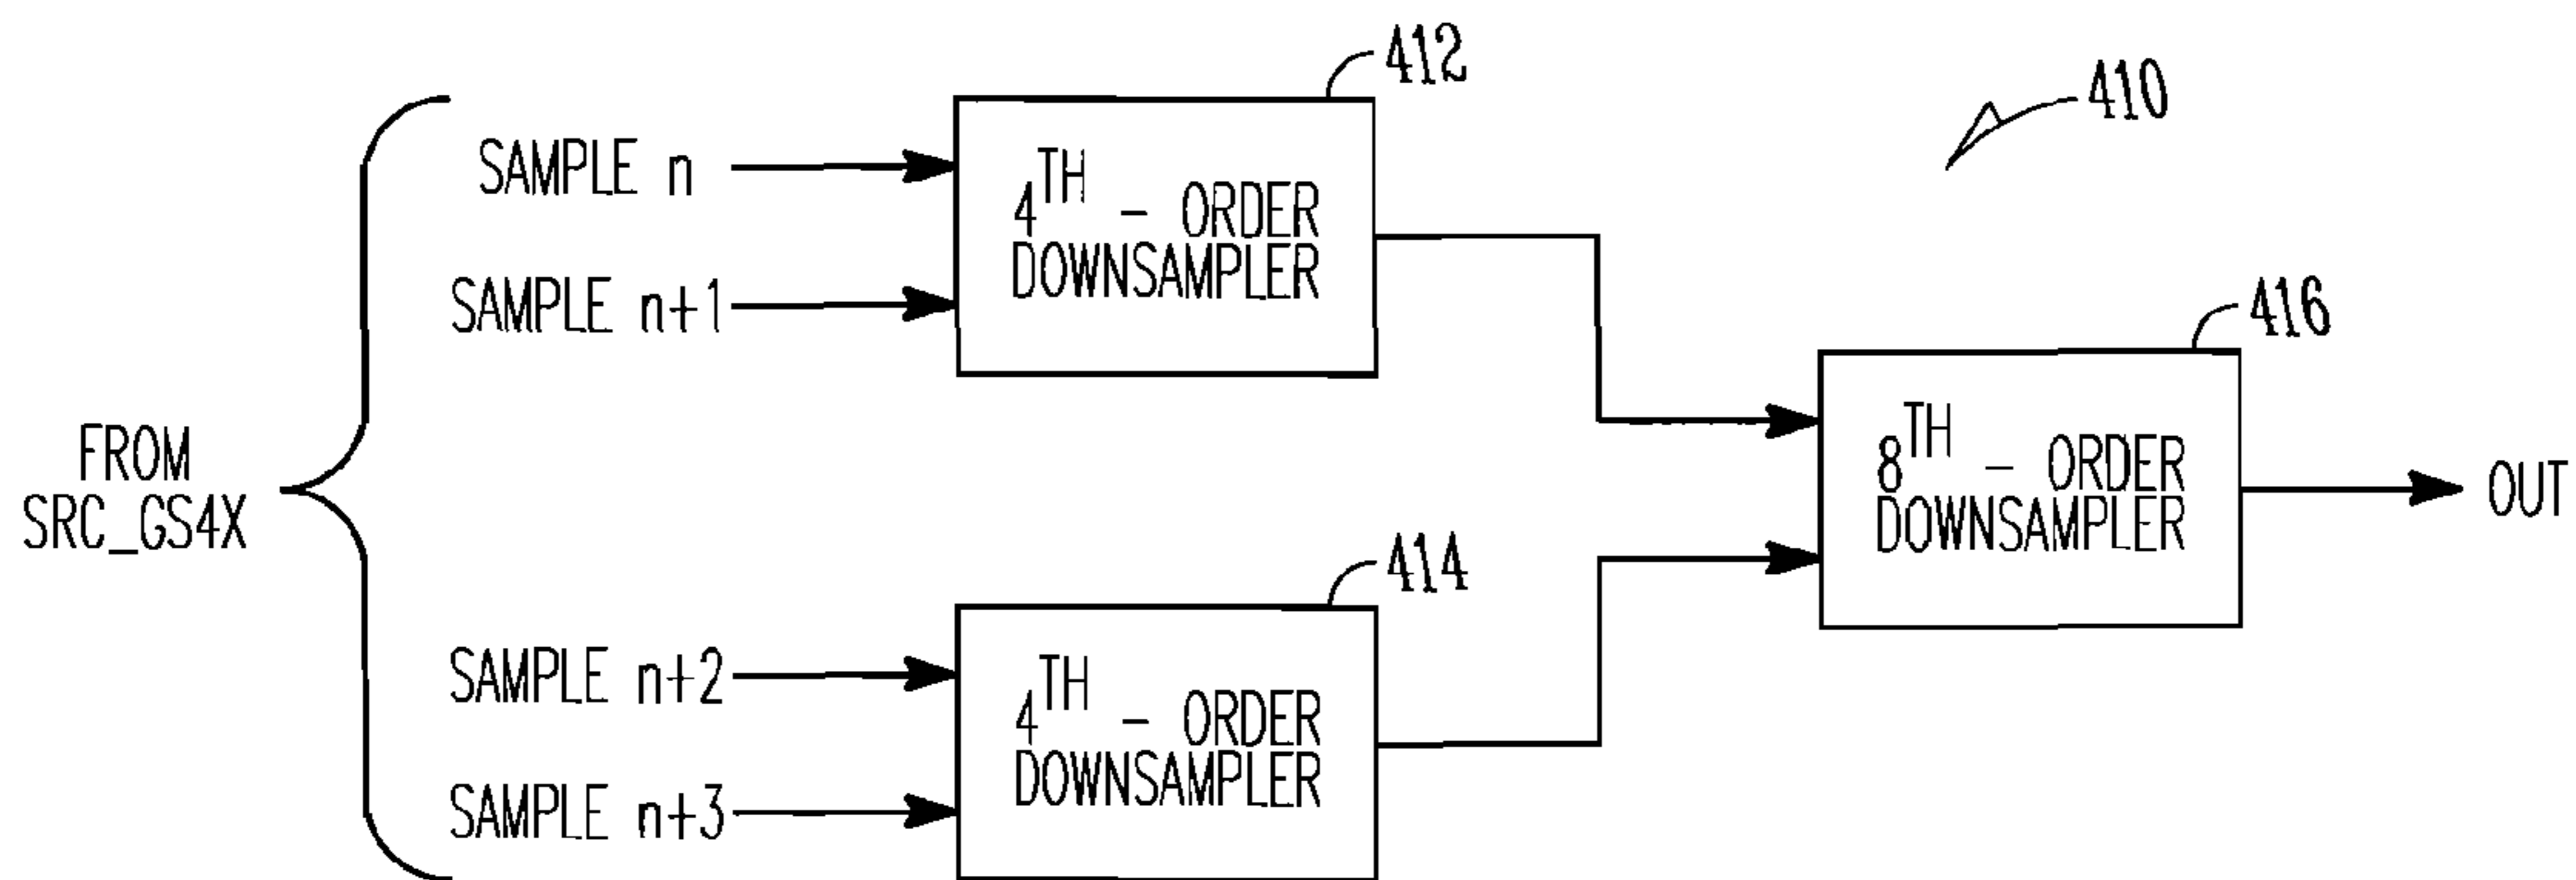 412
410
SAMPLE n
SAMPLE n+1
4TH - ORDER
DOWNSAMPLER
416
FROM
SRC_GS4X
8TH - ORDER
DOWNSAMPLER
OUT
414
SAMPLE n+2
SAMPLE n+3
4TH - ORDER
DOWNSAMPLER